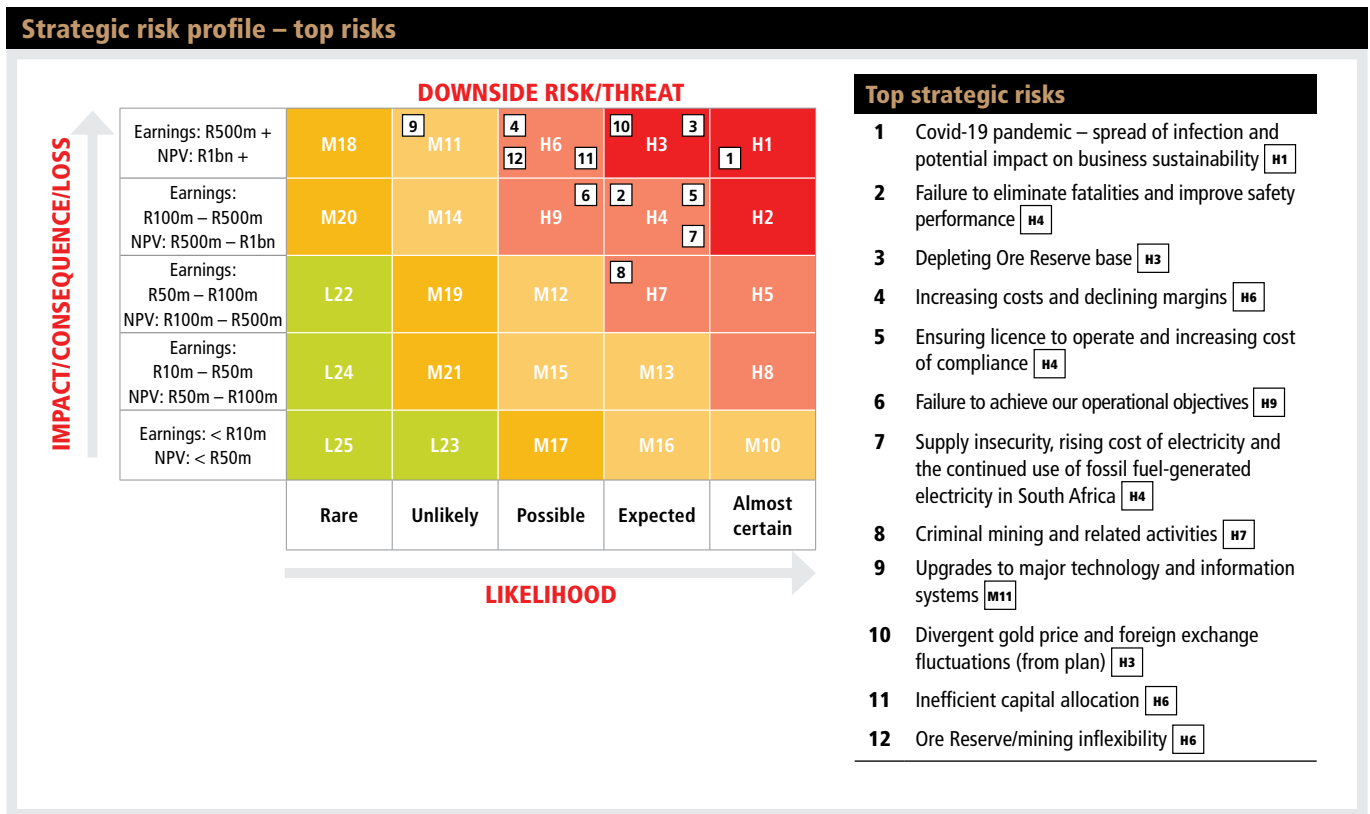 Strategic risk profile – top risks
DOWNSIDE RISK/THREAT
IMPACT/CONSEQUENCE/LOSS
Earnings: R500m +
NPV: R1bn +
M18
9
M11
4
H6
12
11
10
3
H3
H1
1
Earnings:
R100m – R500m
NPV: R500m – R1bn
M20
M14
6
H9
2
5
H4
7
H2
Earnings:
R50m – R100m
NPV: R100m – R500m
L22
M19
M12
8
H7
H5
Earnings:
R10m – R50m
NPV: R50m – R100m
L24
M21
M15
M13
H8
Earnings: < R10m
NPV: < R50m
L25
L23
M17
M16
M10
Rare
Unlikely
Possible
Expected
Almost
certain
LIKELIHOOD
Top strategic risks
1 Covid-19 pandemic – spread of infection and
potential impact on business sustainability H1
2 Failure to eliminate fatalities and improve safety
performance H4
3 Depleting Ore Reserve base H3
4 Increasing costs and declining margins H6
5 Ensuring licence to operate and increasing cost
of compliance H4
6 Failure to achieve our operational objectives H9
7 Supply insecurity, rising cost of electricity and
the continued use of fossil fuel-generated
electricity in South Africa H4
8 Criminal mining and related activities H7
9 Upgrades to major technology and information
systems M11
10 Divergent gold price and foreign exchange
fluctuations (from plan) H3
11 Inefficient capital allocation H6
12 Ore Reserve/mining inflexibility H6